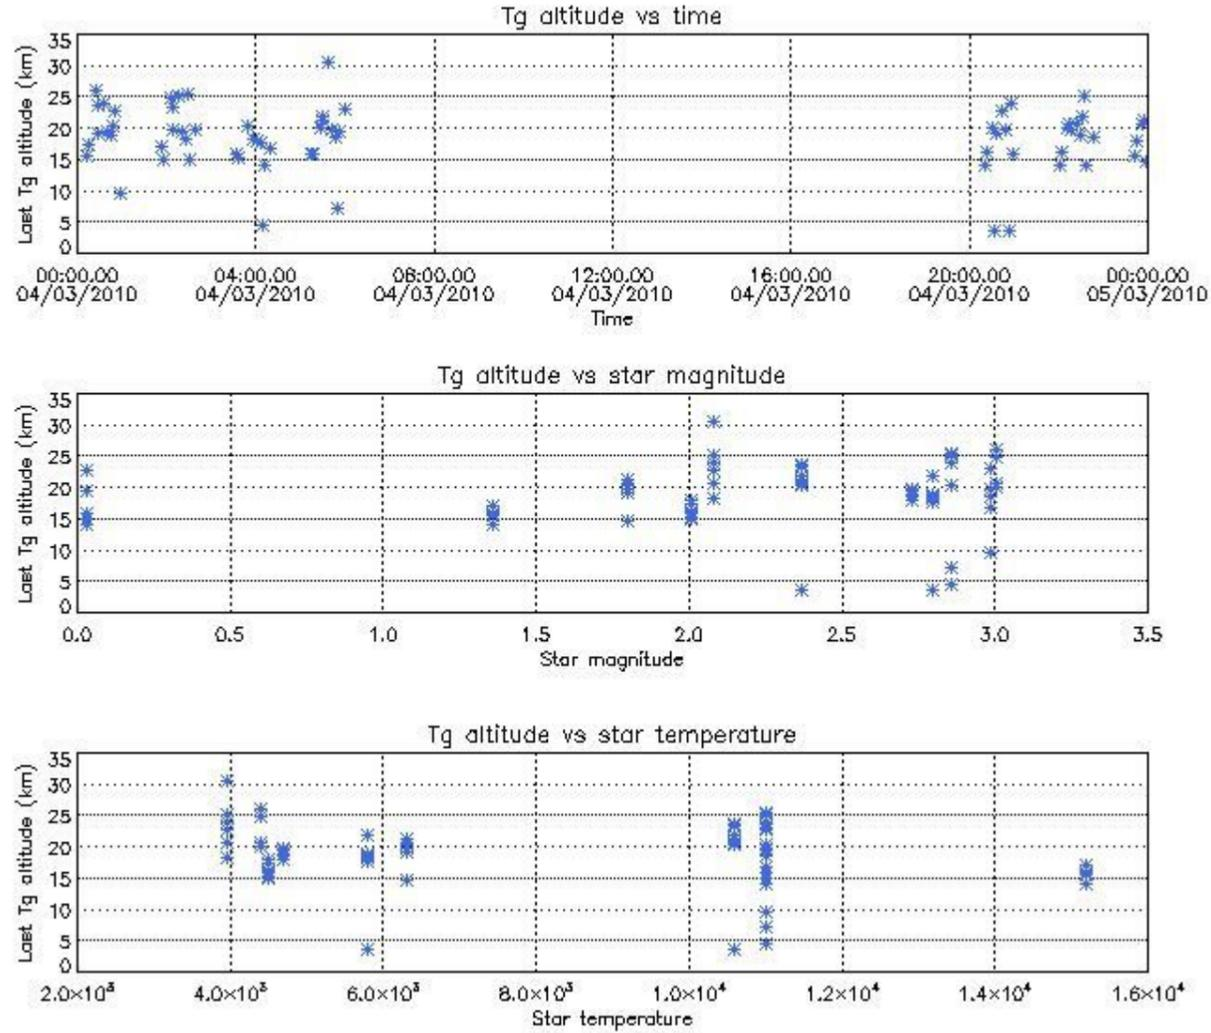 Tg altitude vs time
Last Tg altitude (km)
35
30
25
20
15
10
5
0
00:00.00 04:00.00 08:00.00 12:00.00 16:00.00 20:00.00 00:00.00
04/03/2010 04/03/2010 04/03/2010 04/03/2010 04/03/2010 04/03/2010 05/03/2010
Time
Tg altitude vs star magnitude
Last Tg altitude (km)
35
30
25
20
15
10
5
0
0.0 0.5 1.0 1.5 2.0 2.5 3.0 3.5
Star magnitude
Tg altitude vs star temperature
Last Tg altitude (km)
35
30
25
20
15
10
5
0
2.0×10³ 4.0×10³ 6.0×10³ 8.0×10³ 1.0×10⁴ 1.2×10⁴ 1.4×10⁴ 1.6×10⁴
Star temperature